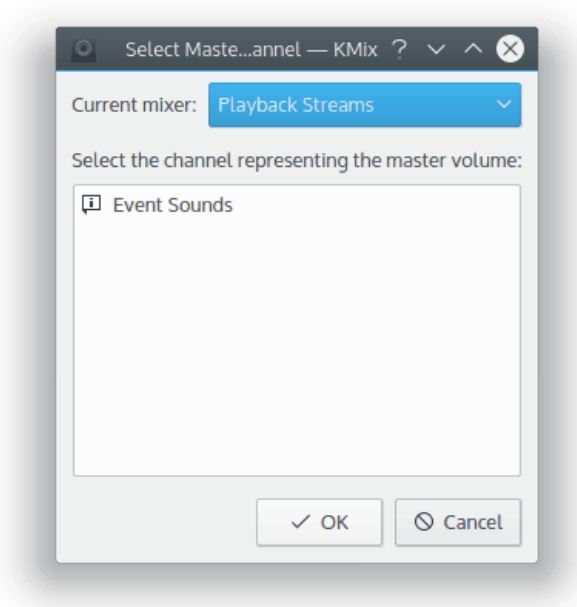 Select Maste...annel — KMix ?
Current mixer: Playback Streams
Select the channel representing the master volume:
Event Sounds
OK Cancel